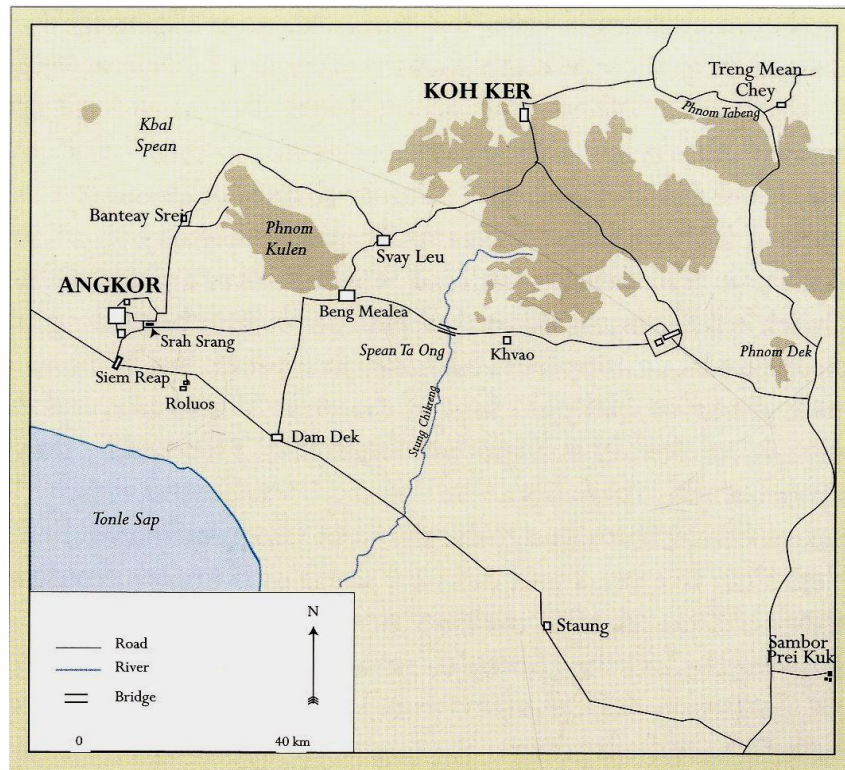 KOH KER
Treng Mean
Chey
Phnom Tabeng
Kbal
Spean
Banteay Srei
Phnom
Kulen
Svay Leu
ANGKOR
Beng Mealea
Srah Srang
Spean Ta Ong
Khvao
Phnom Dek
Siem Reap
Roluos
Stung Chikreng
Dam Dek
Tonle Sap
Staung
Sambor
Prei Kuk
N
Road
River
Bridge
0
40 km